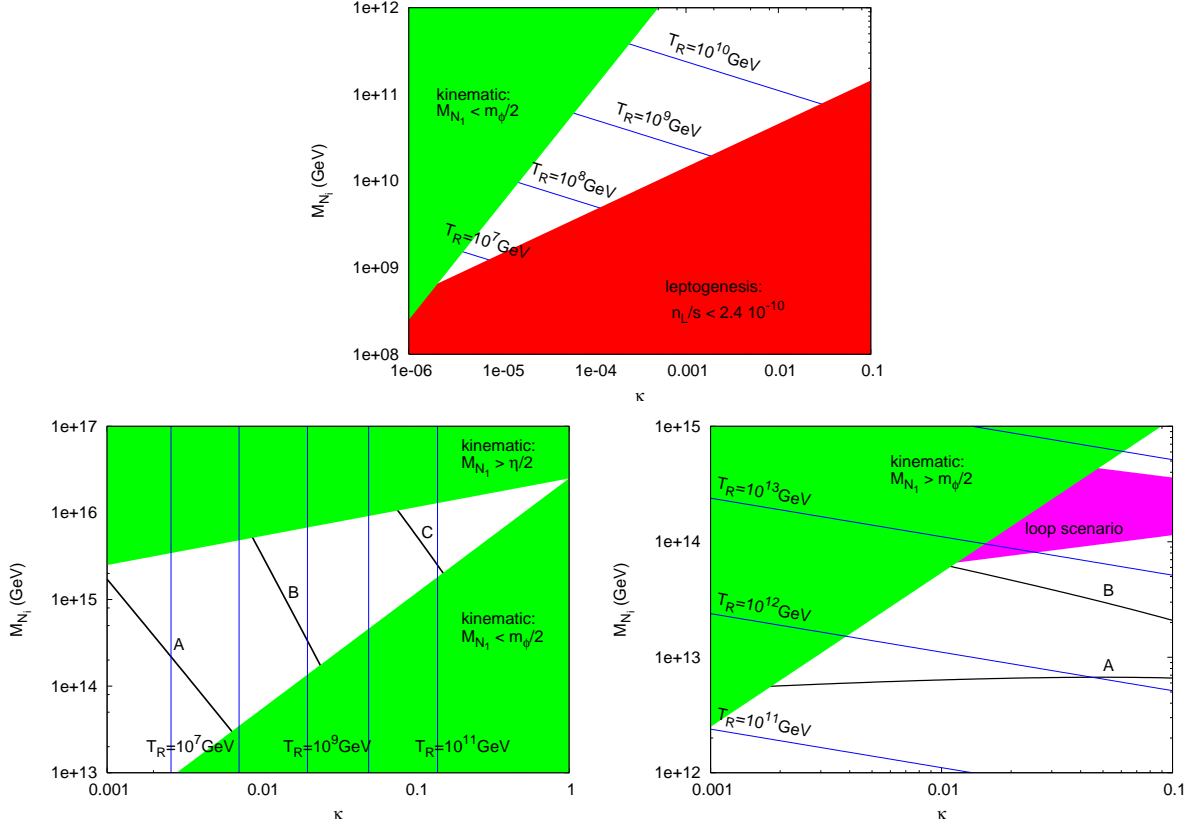 1e+12
1e+11
1e+10
1e+09
1e+08
M_{N_i} (GeV)
kinematic:
M_{N_1} < m_ϕ/2
T_R=10^{10}GeV
T_R=10^9GeV
T_R=10^8GeV
T_R=10^7GeV
leptogenesis:
n_L/s < 2.4 10^{-10}
1e-06 1e-05 1e-04 0.001 0.01 0.1
κ
1e+17
1e+16
1e+15
1e+14
1e+13
M_{N_i} (GeV)
kinematic:
M_{N_1} > η/2
A
B
C
kinematic:
M_{N_1} < m_ϕ/2
T_R=10^7GeV T_R=10^9GeV T_R=10^{11}GeV
0.001 0.01 0.1 1
κ
1e+15
1e+14
1e+13
1e+12
M_{N_i} (GeV)
kinematic:
M_{N_1} > m_ϕ/2
T_R=10^{13}GeV
loop scenario
T_R=10^{12}GeV
B
A
T_R=10^{11}GeV
0.001 0.01 0.1
κ